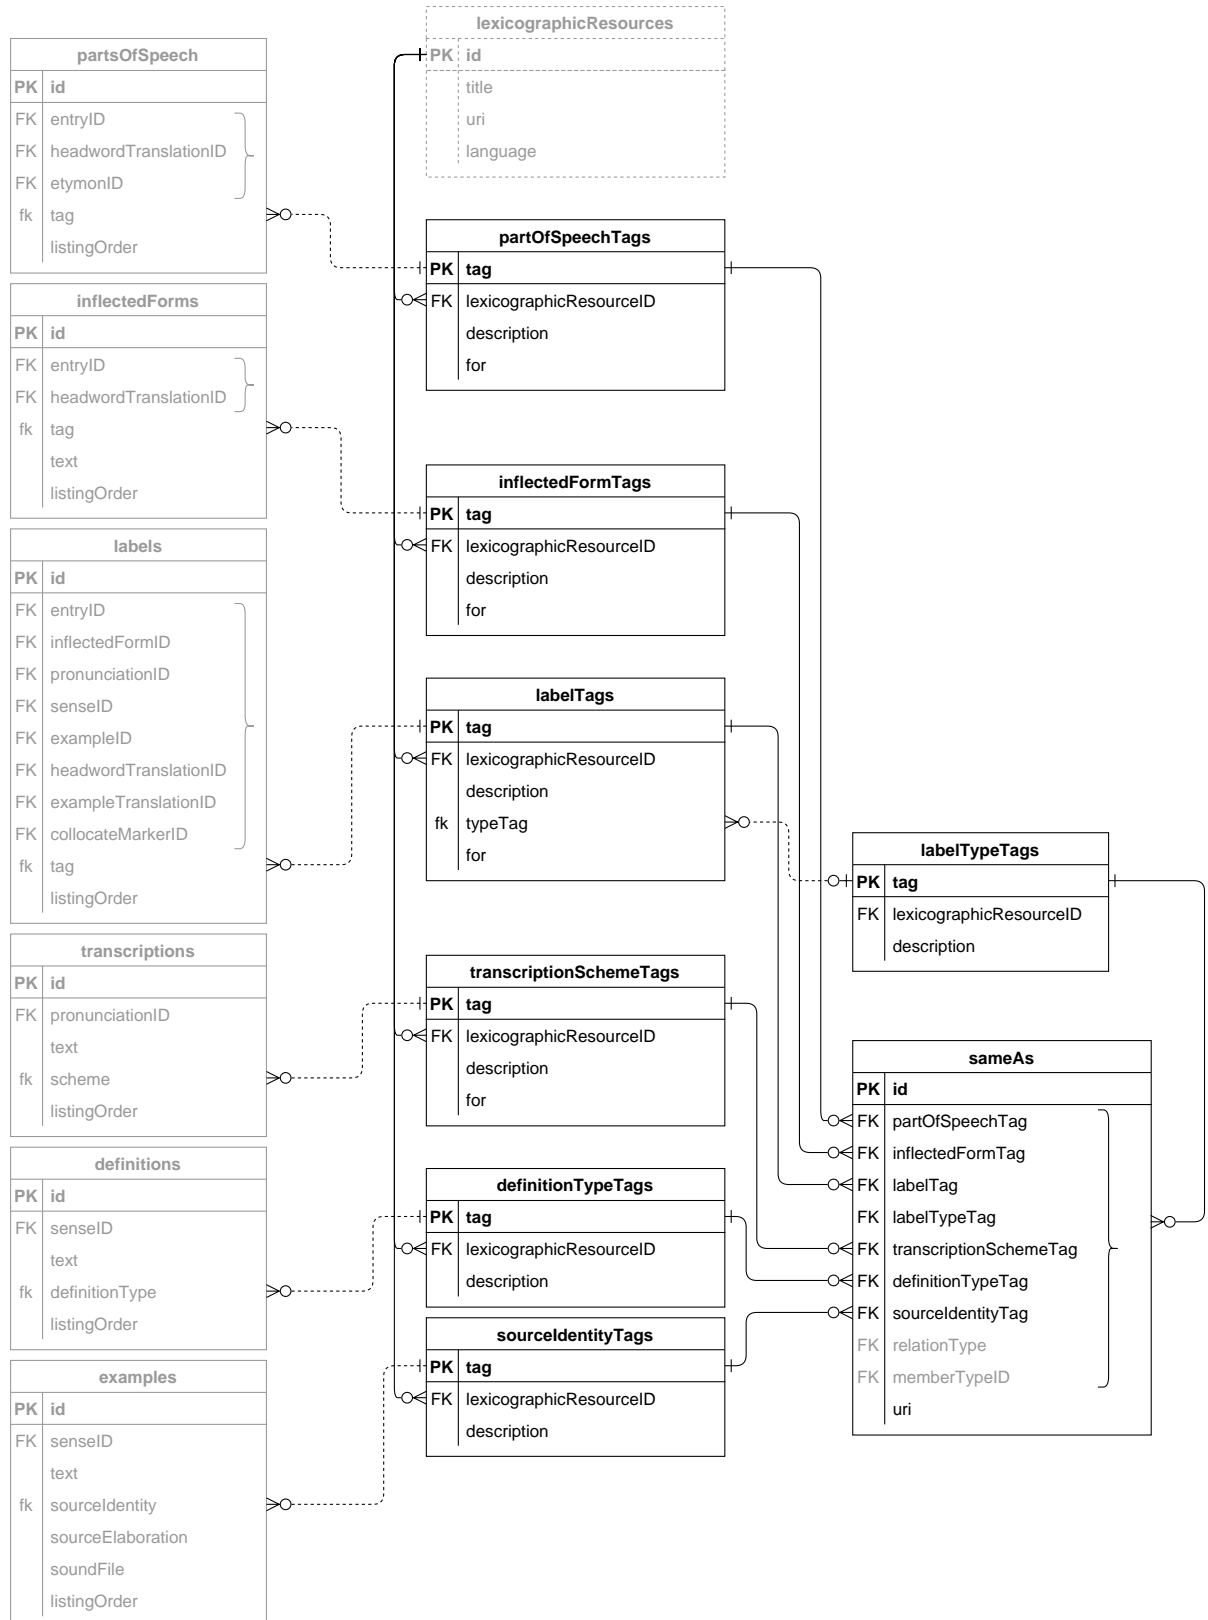 partsOfSpeech
PK id
FK entryID
FK headwordTranslationID
FK etymonID
fk tag
listingOrder
inflectedForms
PK id
FK entryID
FK headwordTranslationID
fk tag
text
listingOrder
labels
PK id
FK entryID
FK inflectedFormID
FK pronunciationID
FK senseID
FK exampleID
FK headwordTranslationID
FK exampleTranslationID
FK collocateMarkerID
fk tag
listingOrder
transcriptions
PK id
FK pronunciationID
text
fk scheme
listingOrder
definitions
PK id
FK senseID
text
fk definitionType
listingOrder
examples
PK id
FK senseID
text
fk sourceIdentity
sourceElaboration
soundFile
listingOrder
lexicographicResources
PK id
title
uri
language
partOfSpeechTags
PK tag
FK lexicographicResourceID
description
for
inflectedFormTags
PK tag
FK lexicographicResourceID
description
for
labelTags
PK tag
FK lexicographicResourceID
description
fk typeTag
for
transcriptionSchemeTags
PK tag
FK lexicographicResourceID
description
for
definitionTypeTags
PK tag
FK lexicographicResourceID
description
sourceIdentityTags
PK tag
FK lexicographicResourceID
description
labelTypeTags
PK tag
FK lexicographicResourceID
description
sameAs
PK id
FK partOfSpeechTag
FK inflectedFormTag
FK labelTag
FK labelTypeTag
FK transcriptionSchemeTag
FK definitionTypeTag
FK sourceIdentityTag
FK relationType
FK memberTypeID
uri